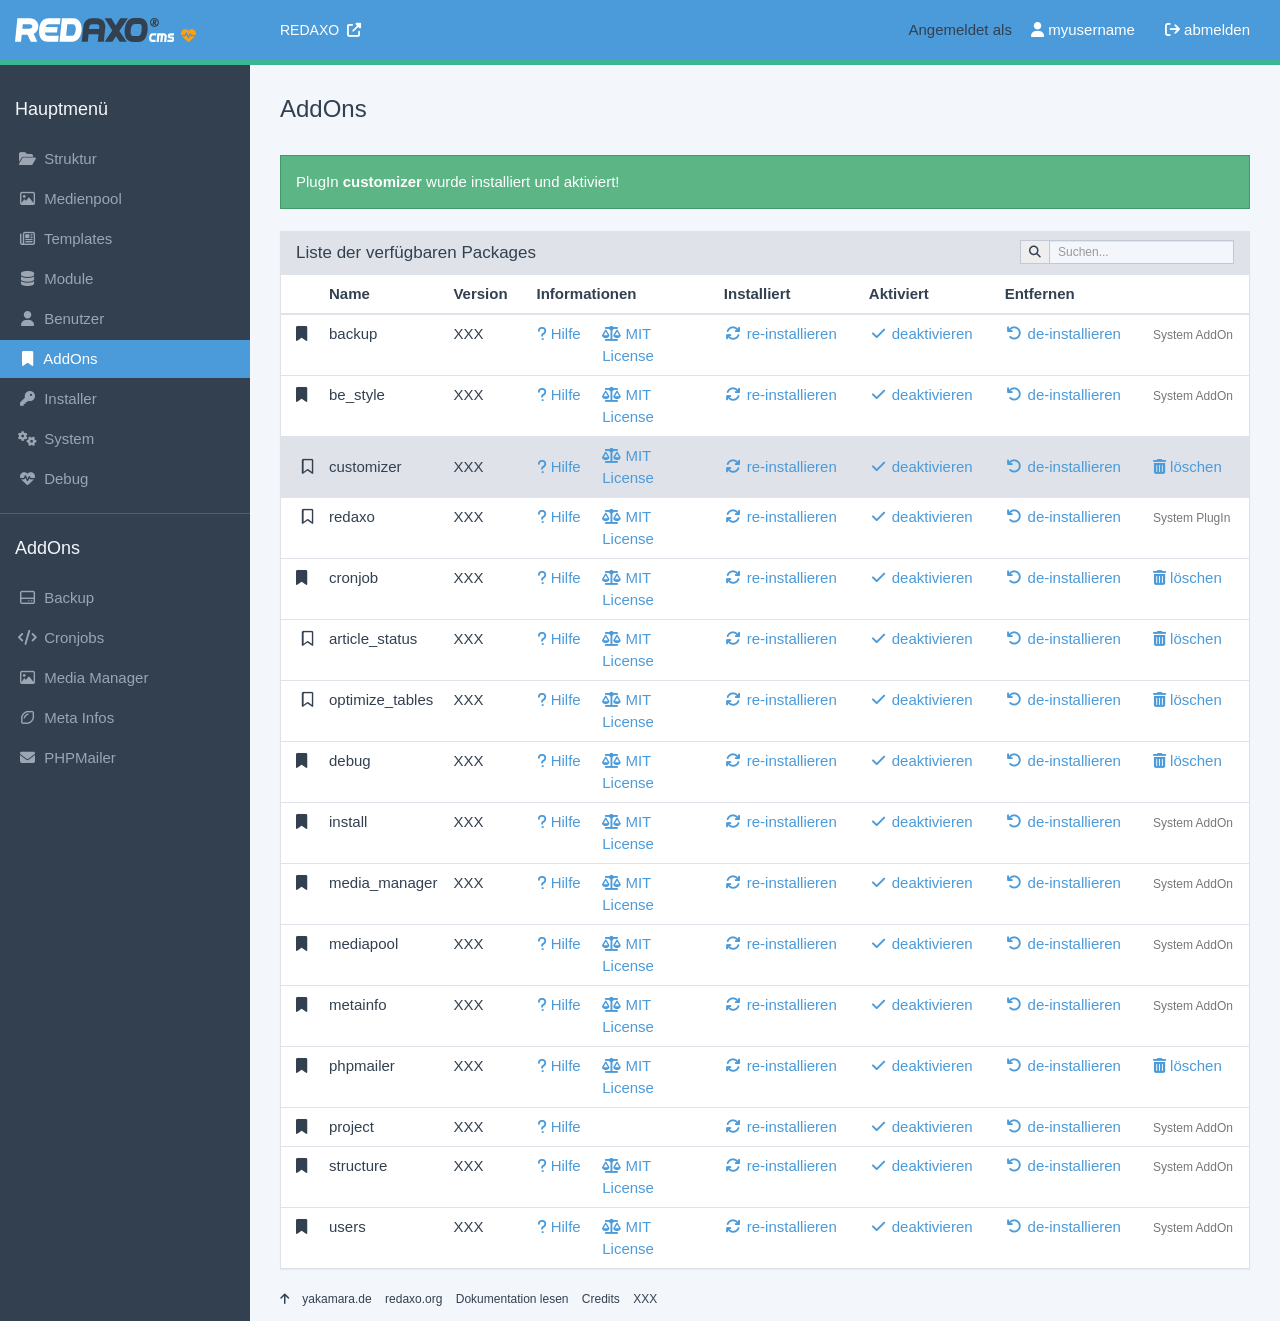 REDAXO® cms
REDAXO
Angemeldet als myusername abmelden
Hauptmenü
Struktur
Medienpool
Templates
Module
Benutzer
AddOns
Installer
System
Debug
AddOns
Backup
Cronjobs
Media Manager
Meta Infos
PHPMailer
AddOns
PlugIn customizer wurde installiert und aktiviert!
Liste der verfügbaren Packages
Suchen...
Name Version Informationen Installiert Aktiviert Entfernen
backup XXX ? Hilfe MIT re-installieren deaktivieren de-installieren System AddOn
License
be_style XXX ? Hilfe MIT re-installieren deaktivieren de-installieren System AddOn
License
customizer XXX ? Hilfe MIT re-installieren deaktivieren de-installieren löschen
License
redaxo XXX ? Hilfe MIT re-installieren deaktivieren de-installieren System PlugIn
License
cronjob XXX ? Hilfe MIT re-installieren deaktivieren de-installieren löschen
License
article_status XXX ? Hilfe MIT re-installieren deaktivieren de-installieren löschen
License
optimize_tables XXX ? Hilfe MIT re-installieren deaktivieren de-installieren löschen
License
debug XXX ? Hilfe MIT re-installieren deaktivieren de-installieren löschen
License
install XXX ? Hilfe MIT re-installieren deaktivieren de-installieren System AddOn
License
media_manager XXX ? Hilfe MIT re-installieren deaktivieren de-installieren System AddOn
License
mediapool XXX ? Hilfe MIT re-installieren deaktivieren de-installieren System AddOn
License
metainfo XXX ? Hilfe MIT re-installieren deaktivieren de-installieren System AddOn
License
phpmailer XXX ? Hilfe MIT re-installieren deaktivieren de-installieren löschen
License
project XXX ? Hilfe re-installieren deaktivieren de-installieren System AddOn
structure XXX ? Hilfe MIT re-installieren deaktivieren de-installieren System AddOn
License
users XXX ? Hilfe MIT re-installieren deaktivieren de-installieren System AddOn
License
yakamara.de redaxo.org Dokumentation lesen Credits XXX